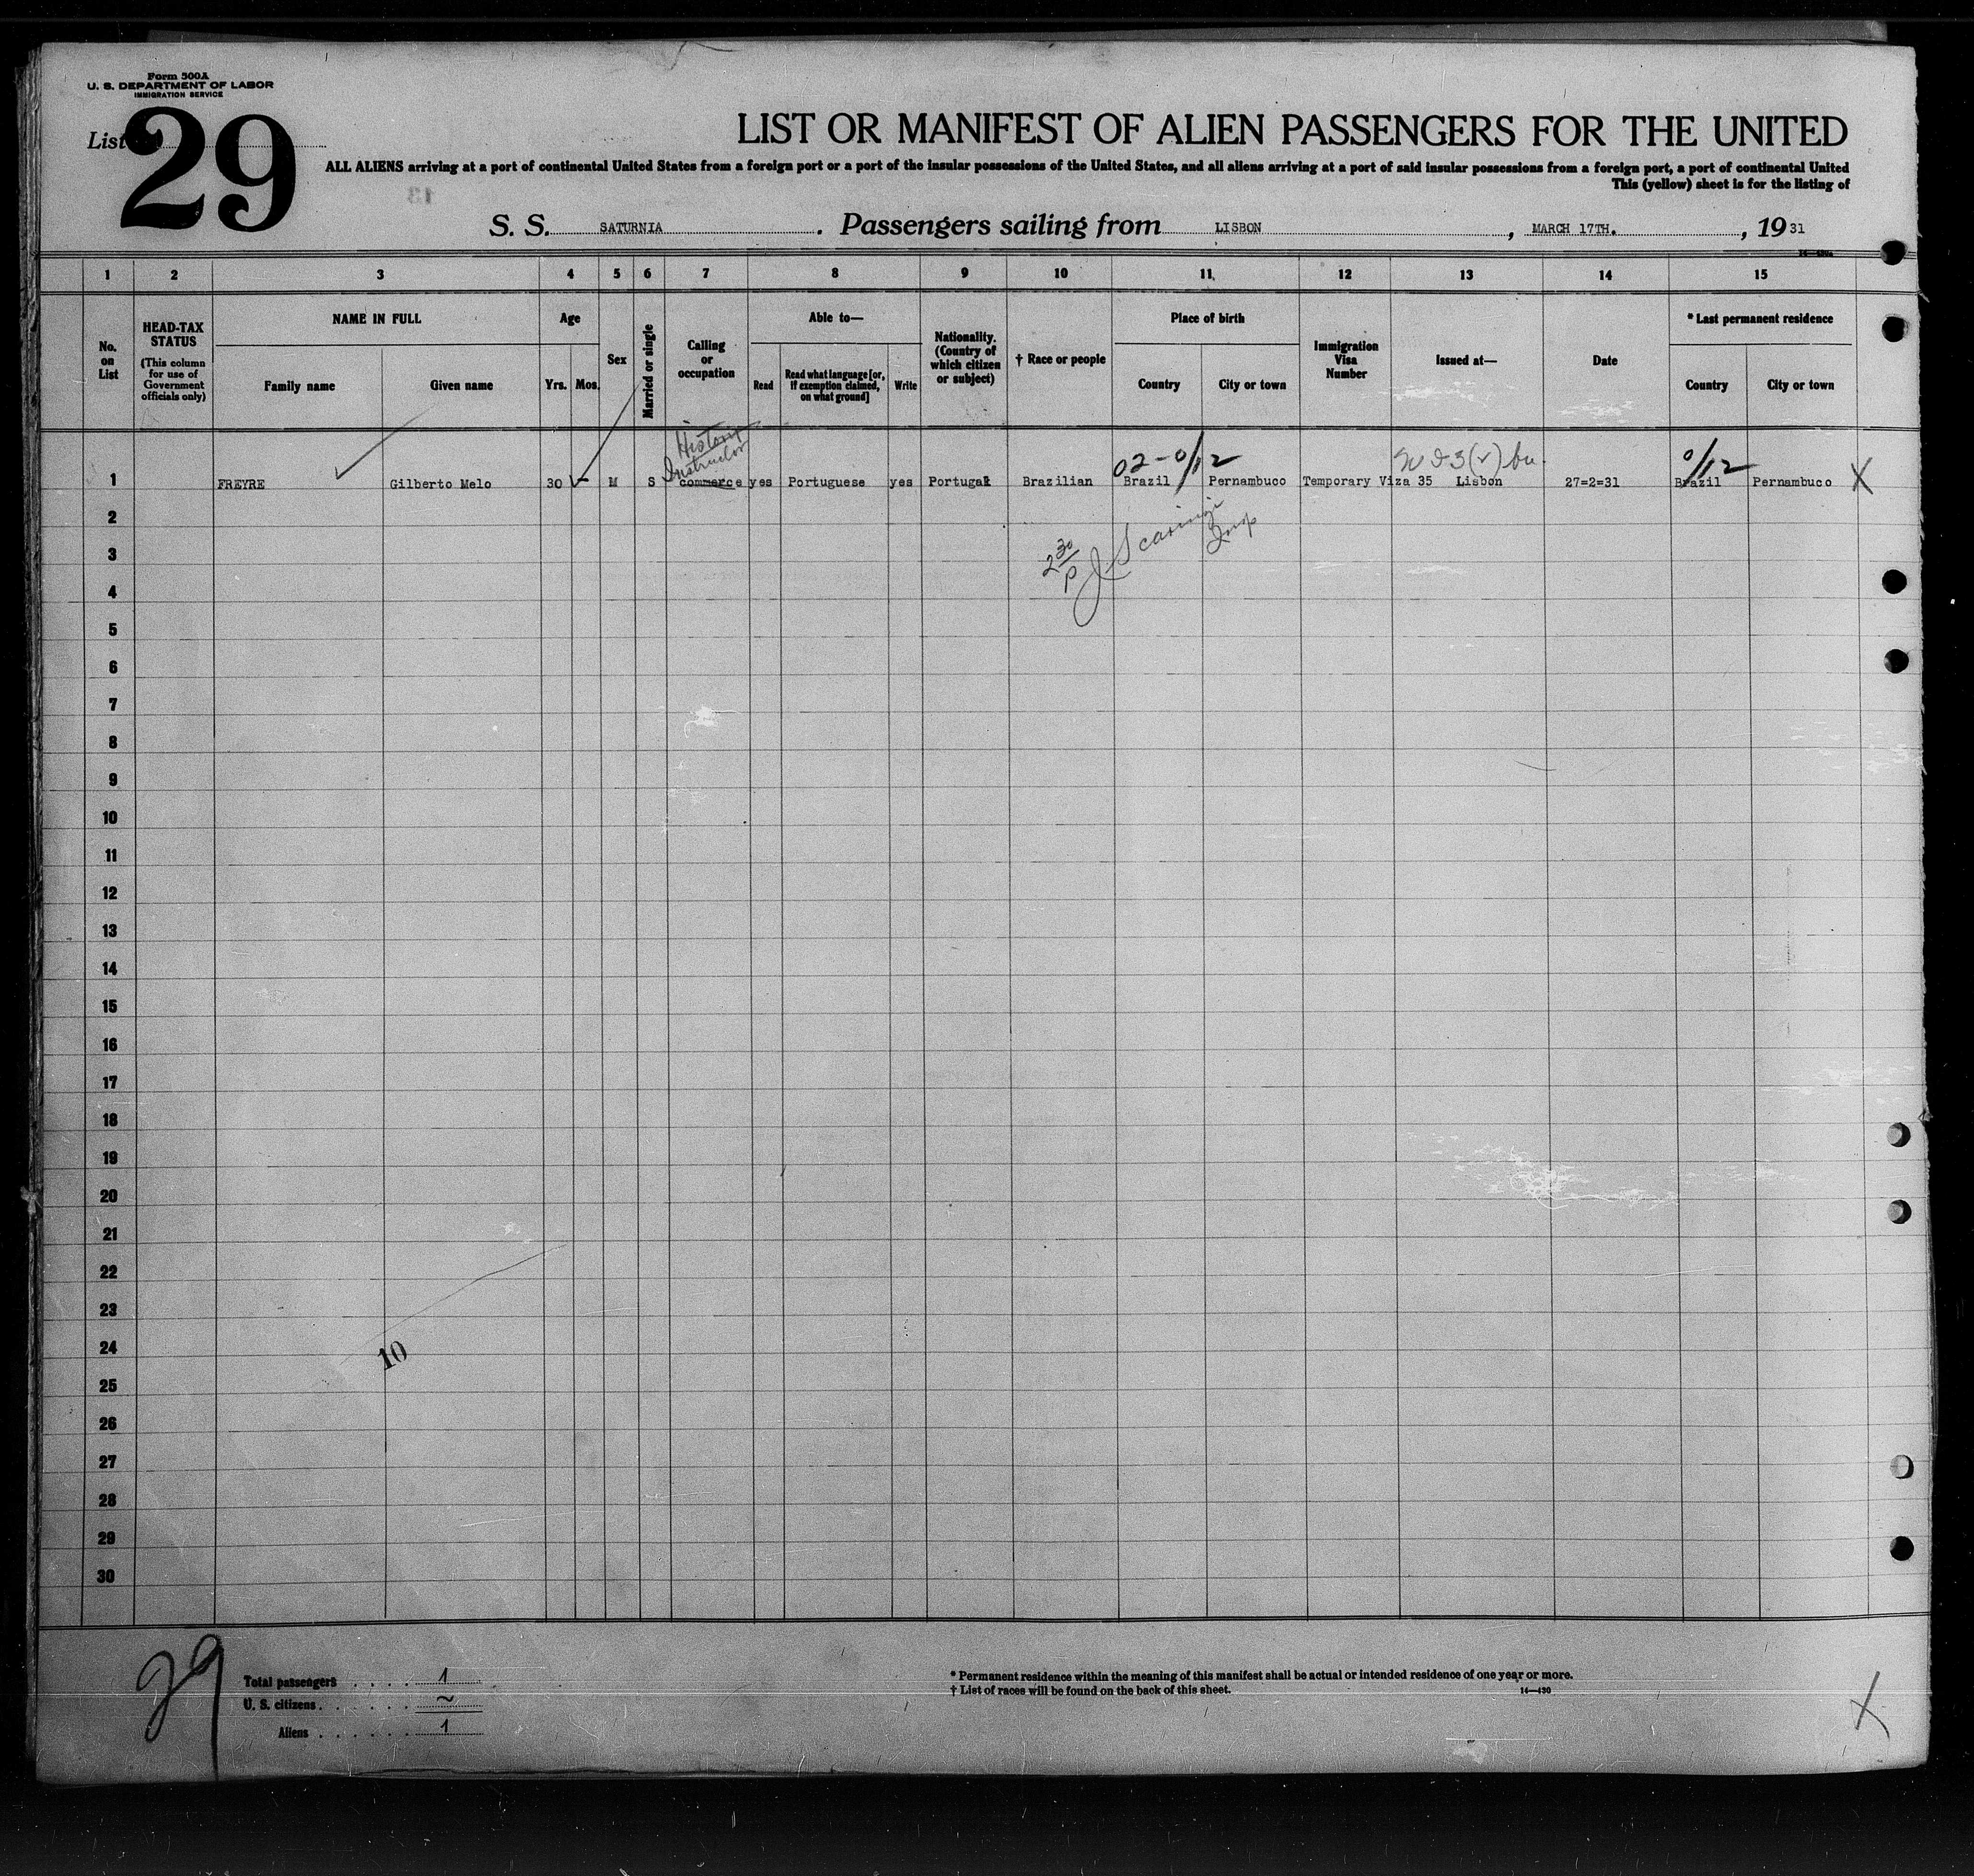 Form 500A
U. S. DEPARTMENT OF LABOR
IMMIGRATION SERVICE
List 29
LIST OR MANIFEST OF ALIEN PASSENGERS FOR THE UNITED
ALL ALIENS arriving at a port of continental United States from a foreign port or a port of the insular possessions of the United States, and all aliens arriving at a port of said insular possessions from a foreign port, a port of continental United
This (yellow) sheet is for the listing of
13
S. S. SATURNIA. Passengers sailing from LISBON, MARCH 17TH., 1931
1 2 3 4 5 6 7 8 9 10 11 12 13 14 15
No. on List
HEAD-TAX STATUS
(This column for use of Government officials only)
NAME IN FULL
Family name Given name
Age
Yrs. Mos.
Sex
Married or single
Calling or occupation
Able to—
Read Read what language [or, if exemption claimed, on what ground] Write
Nationality. (Country of which citizen or subject)
† Race or people
Place of birth
Country City or town
Immigration Visa Number
Issued at—
Date
* Last permanent residence
Country City or town
History
Instructor
02-0/12
0/12
1 FREYRE Gilberto Melo 30 M S commerce yes Portuguese yes Portugal Brazilian Brazil Pernambuco Temporary Viza 35 Lisbon 27=2=31 Brazil Pernambuco X
2 30/P J Scaringi Insp
2
3
4
5
6
7
8
9
10
11
12
13
14
15
16
17
18
19
20
21
22
23
24
10
25
26
27
28
29
30
29
Total passengers . . . . 1
U. S. citizens . . . . . ~
Aliens . . . . . . 1
* Permanent residence within the meaning of this manifest shall be actual or intended residence of one year or more.
† List of races will be found on the back of this sheet. 14—430
X